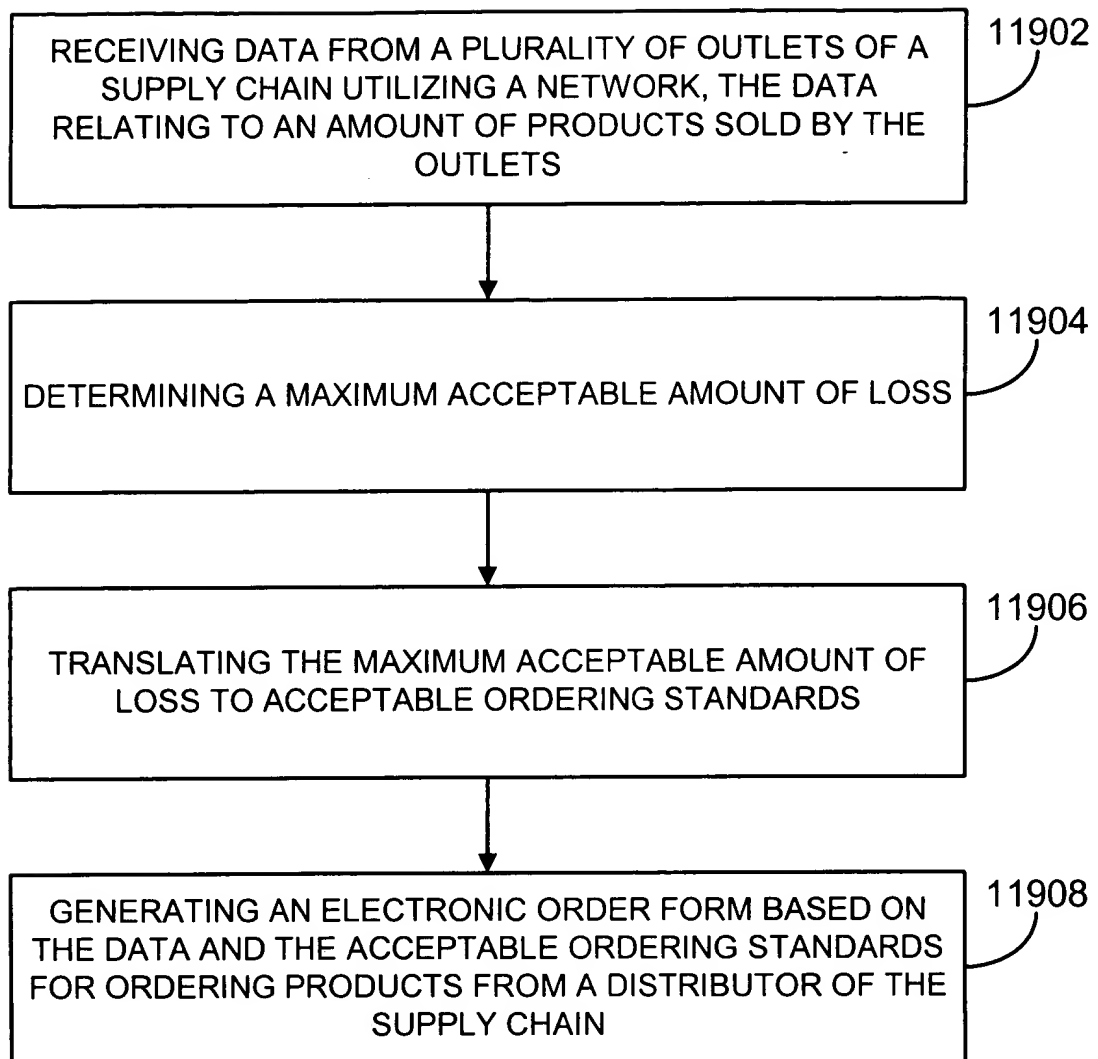 RECEIVING DATA FROM A PLURALITY OF OUTLETS OF A
SUPPLY CHAIN UTILIZING A NETWORK, THE DATA
RELATING TO AN AMOUNT OF PRODUCTS SOLD BY THE
OUTLETS
11902
DETERMINING A MAXIMUM ACCEPTABLE AMOUNT OF LOSS
11904
TRANSLATING THE MAXIMUM ACCEPTABLE AMOUNT OF
LOSS TO ACCEPTABLE ORDERING STANDARDS
11906
GENERATING AN ELECTRONIC ORDER FORM BASED ON
THE DATA AND THE ACCEPTABLE ORDERING STANDARDS
FOR ORDERING PRODUCTS FROM A DISTRIBUTOR OF THE
SUPPLY CHAIN
11908